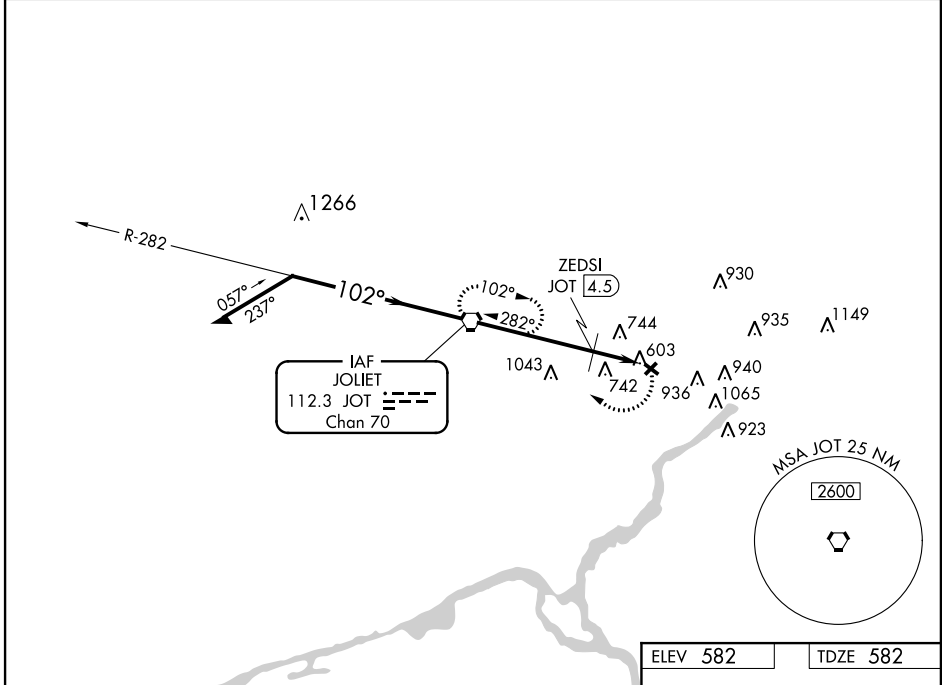 1266
R-282
057°
237°
102°
102°
282°
ZEDSI
JOT 4.5
930
744
935
1149
603
1043
742
936
940
1065
923
IAF
JOLIET
112.3 JOT
Chan 70
MSA JOT 25 NM
2600
ELEV 582
TDZE 582